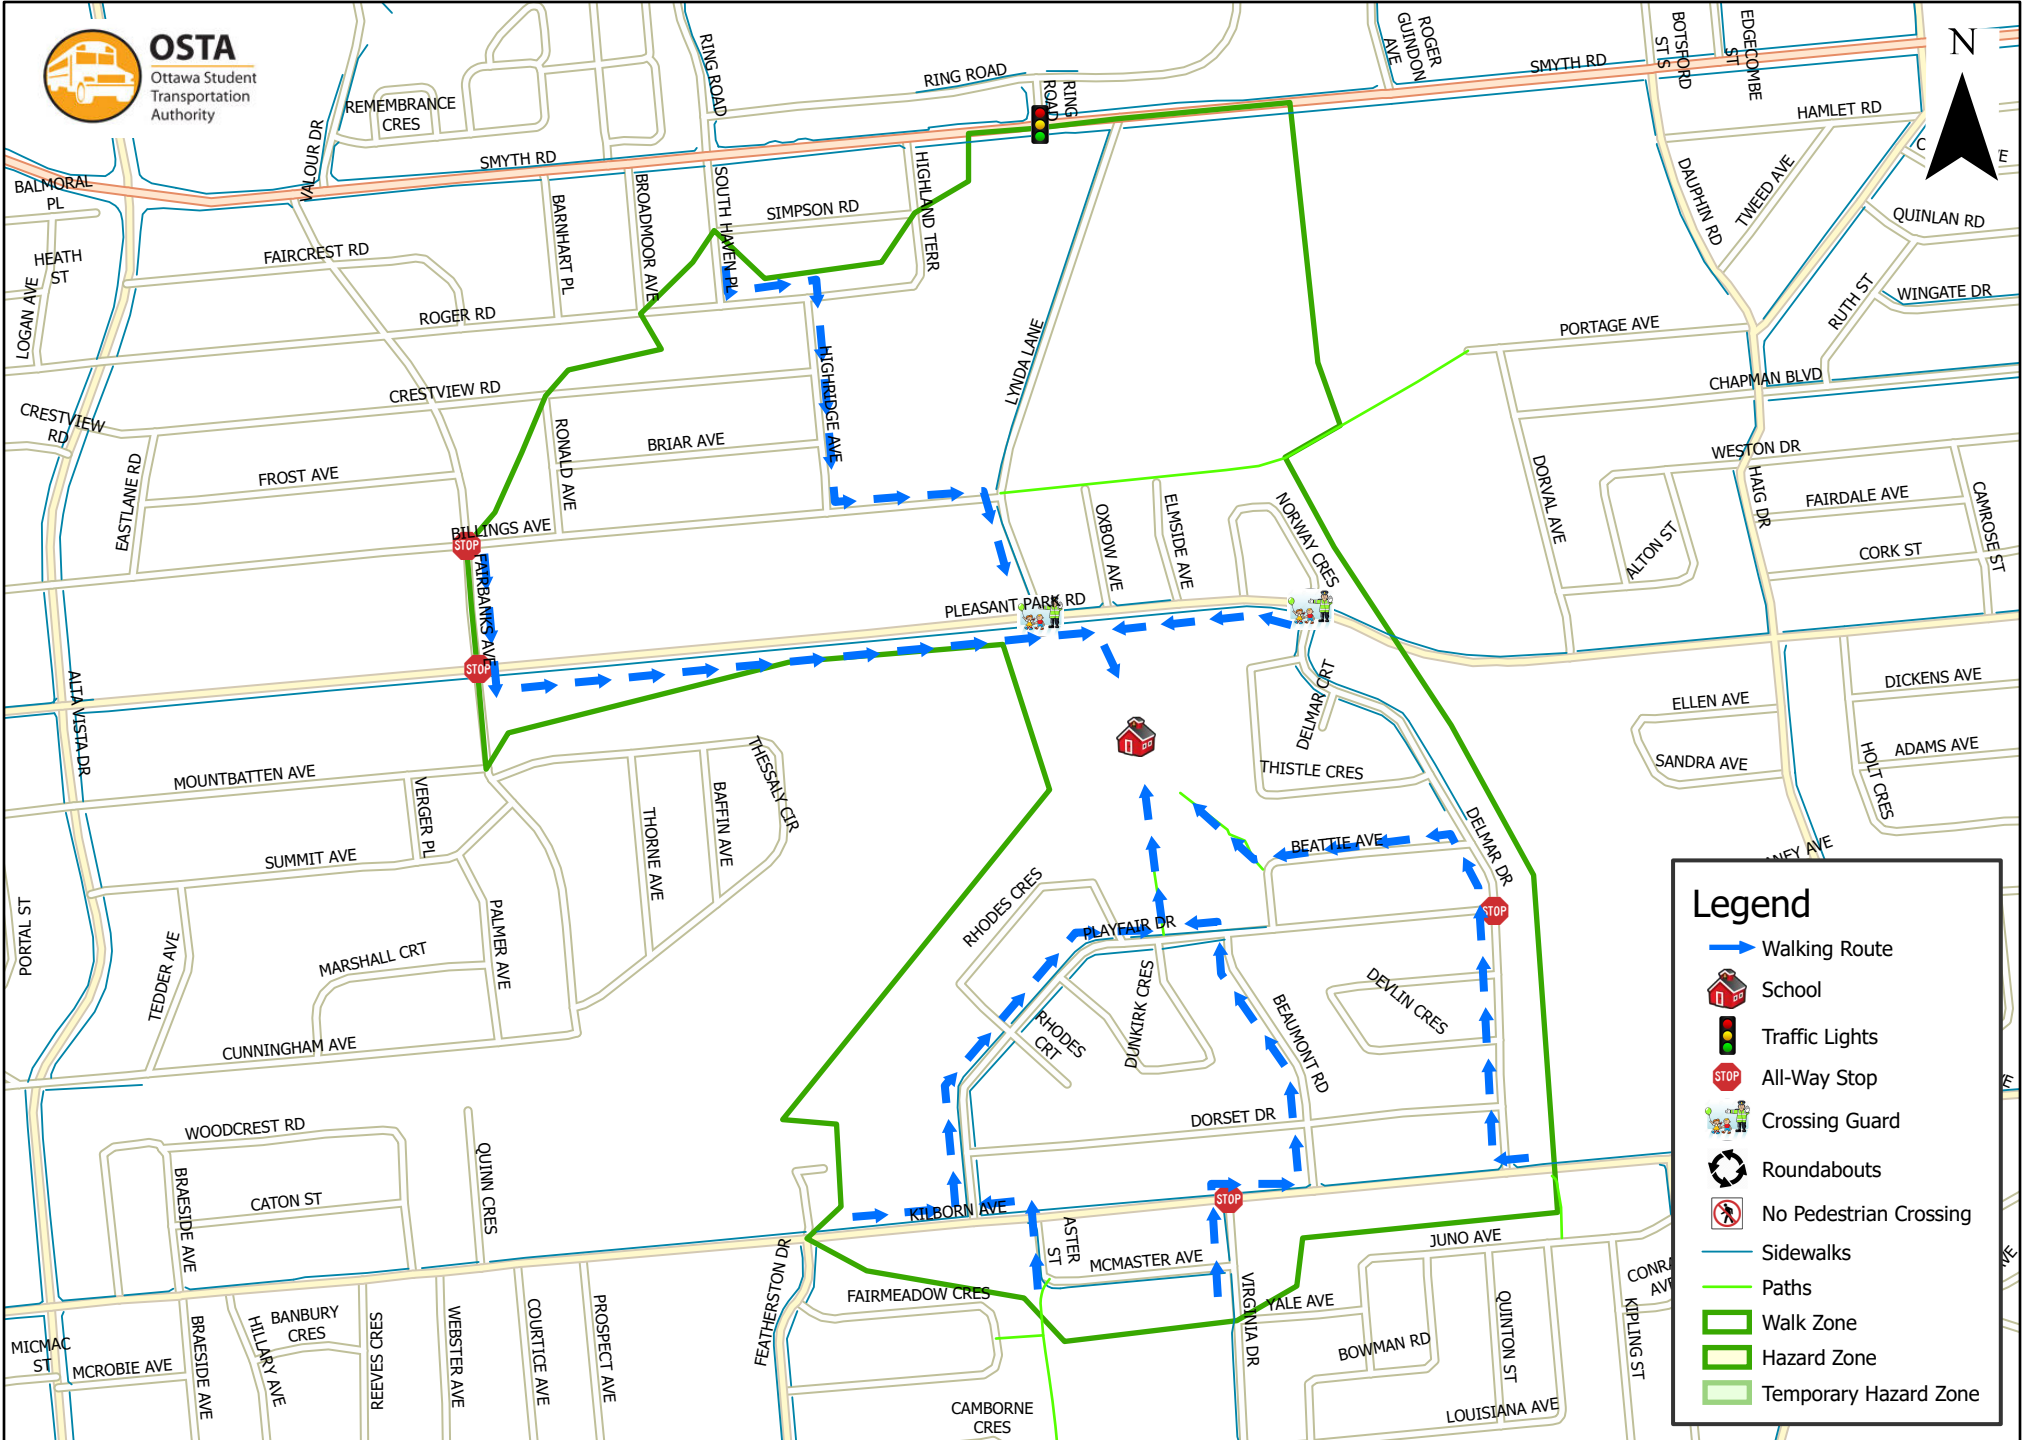 OSTA
Ottawa Student
Transportation
Authority
N
RING ROAD
RING ROAD
RING
ROAD
ROGER
GUINDON
AVE
SMYTH RD
BOTSFORD
ST S
EDGECOMBE
ST
HAMLET RD
REMEMBRANCE
CRES
VALOUR DR
SMYTH RD
BALMORAL
PL
HEATH
ST
LOGAN AVE
FAIRCREST RD
BARNHART PL
BROADMOOR AVE
SOUTH HAVEN PL
SIMPSON RD
HIGHLAND TERR
DAUPHIN RD
TWEED AVE
QUINLAN RD
WINGATE DR
RUTH ST
ROGER RD
PORTAGE AVE
CHAPMAN BLVD
LYNDA LANE
HIGHRIDGE AVE
CRESTVIEW RD
CRESTVIEW
RD
EASTLANE RD
FROST AVE
RONALD AVE
BRIAR AVE
BILLINGS AVE
FAIRBANKS AVE
STOP
STOP
WESTON DR
HAIG DR
FAIRDALE AVE
CAMROSE ST
CORK ST
ALTON ST
DORVAL AVE
OXBOW AVE
ELMSIDE AVE
NORWAY CRES
PLEASANT PARK RD
ALTA VISTA DR
MOUNTBATTEN AVE
VERGER PL
SUMMIT AVE
THORNE AVE
BAFFIN AVE
THESSALY CIR
DELMAR CRT
THISTLE CRES
DELMAR DR
BEATTIE AVE
STOP
ELLEN AVE
SANDRA AVE
DICKENS AVE
ADAMS AVE
HOLT CRES
PORTAL ST
TEDDER AVE
MARSHALL CRT
PALMER AVE
CUNNINGHAM AVE
RHODES CRES
PLAYFAIR DR
RHODES
CRT
DUNKIRK CRES
BEAUMONT RD
DEVLIN CRES
DORSET DR
WOODCREST RD
BRAESIDE AVE
CATON ST
QUINN CRES
KILBORN AVE
STOP
ASTER
ST
MCMASTER AVE
VIRGINIA DR
YALE AVE
JUNO AVE
BOWMAN RD
QUINTON ST
KIPLING ST
LOUISIANA AVE
FEATHERSTON DR
FAIRMEADOW CRES
CAMBORNE
CRES
MICMAC
ST
MCROBIE AVE
BRAESIDE AVE
HILLARY AVE
BANBURY
CRES
REEVES CRES
WEBSTER AVE
COURTICE AVE
PROSPECT AVE
Legend
Walking Route
School
Traffic Lights
STOP
All-Way Stop
Crossing Guard
Roundabouts
No Pedestrian Crossing
Sidewalks
Paths
Walk Zone
Hazard Zone
Temporary Hazard Zone